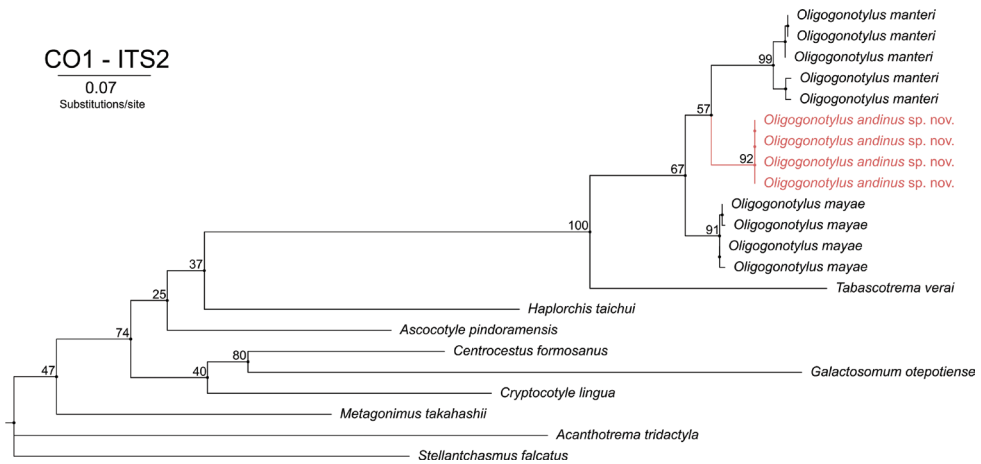 CO1 - ITS2
0.07
Substitutions/site
Oligogonotylus manteri
Oligogonotylus manteri
Oligogonotylus manteri
99
Oligogonotylus manteri
Oligogonotylus manteri
57
Oligogonotylus andinus sp. nov.
Oligogonotylus andinus sp. nov.
92
Oligogonotylus andinus sp. nov.
67
Oligogonotylus andinus sp. nov.
Oligogonotylus mayae
100
Oligogonotylus mayae
91
Oligogonotylus mayae
37
Oligogonotylus mayae
Tabascotrema verai
25
Haplorchis taichui
74
Ascocotyle pindoramensis
80
Centrocestus formosanus
47
40
Galactosomum otepotiense
Cryptocotyle lingua
Metagonimus takahashii
Acanthotrema tridactyla
Stellantchasmus falcatus